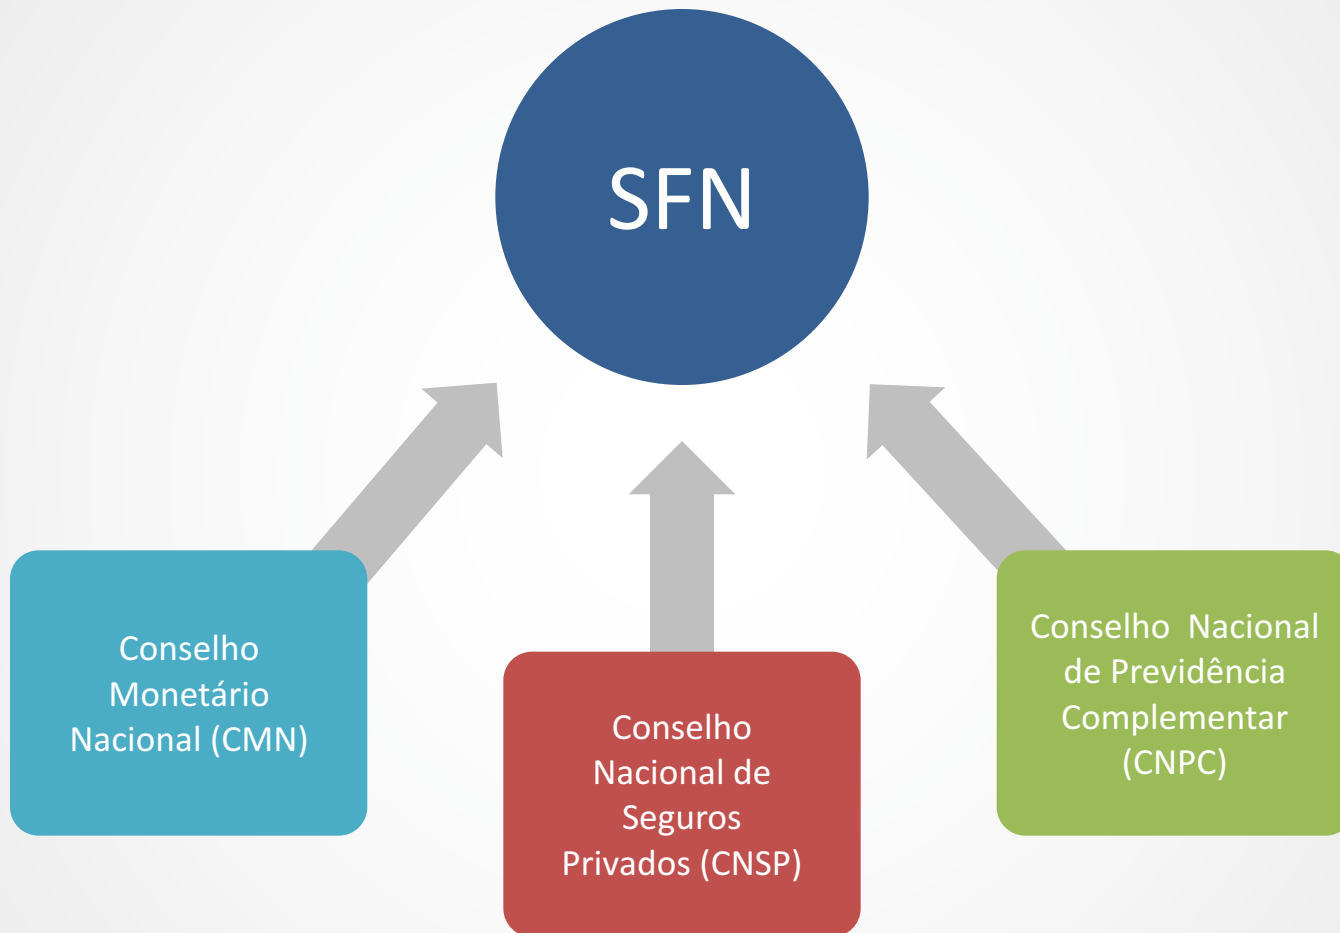 SFN
Conselho
Monetário
Nacional (CMN)
Conselho
Nacional de
Seguros
Privados (CNSP)
Conselho Nacional
de Previdência
Complementar
(CNPC)